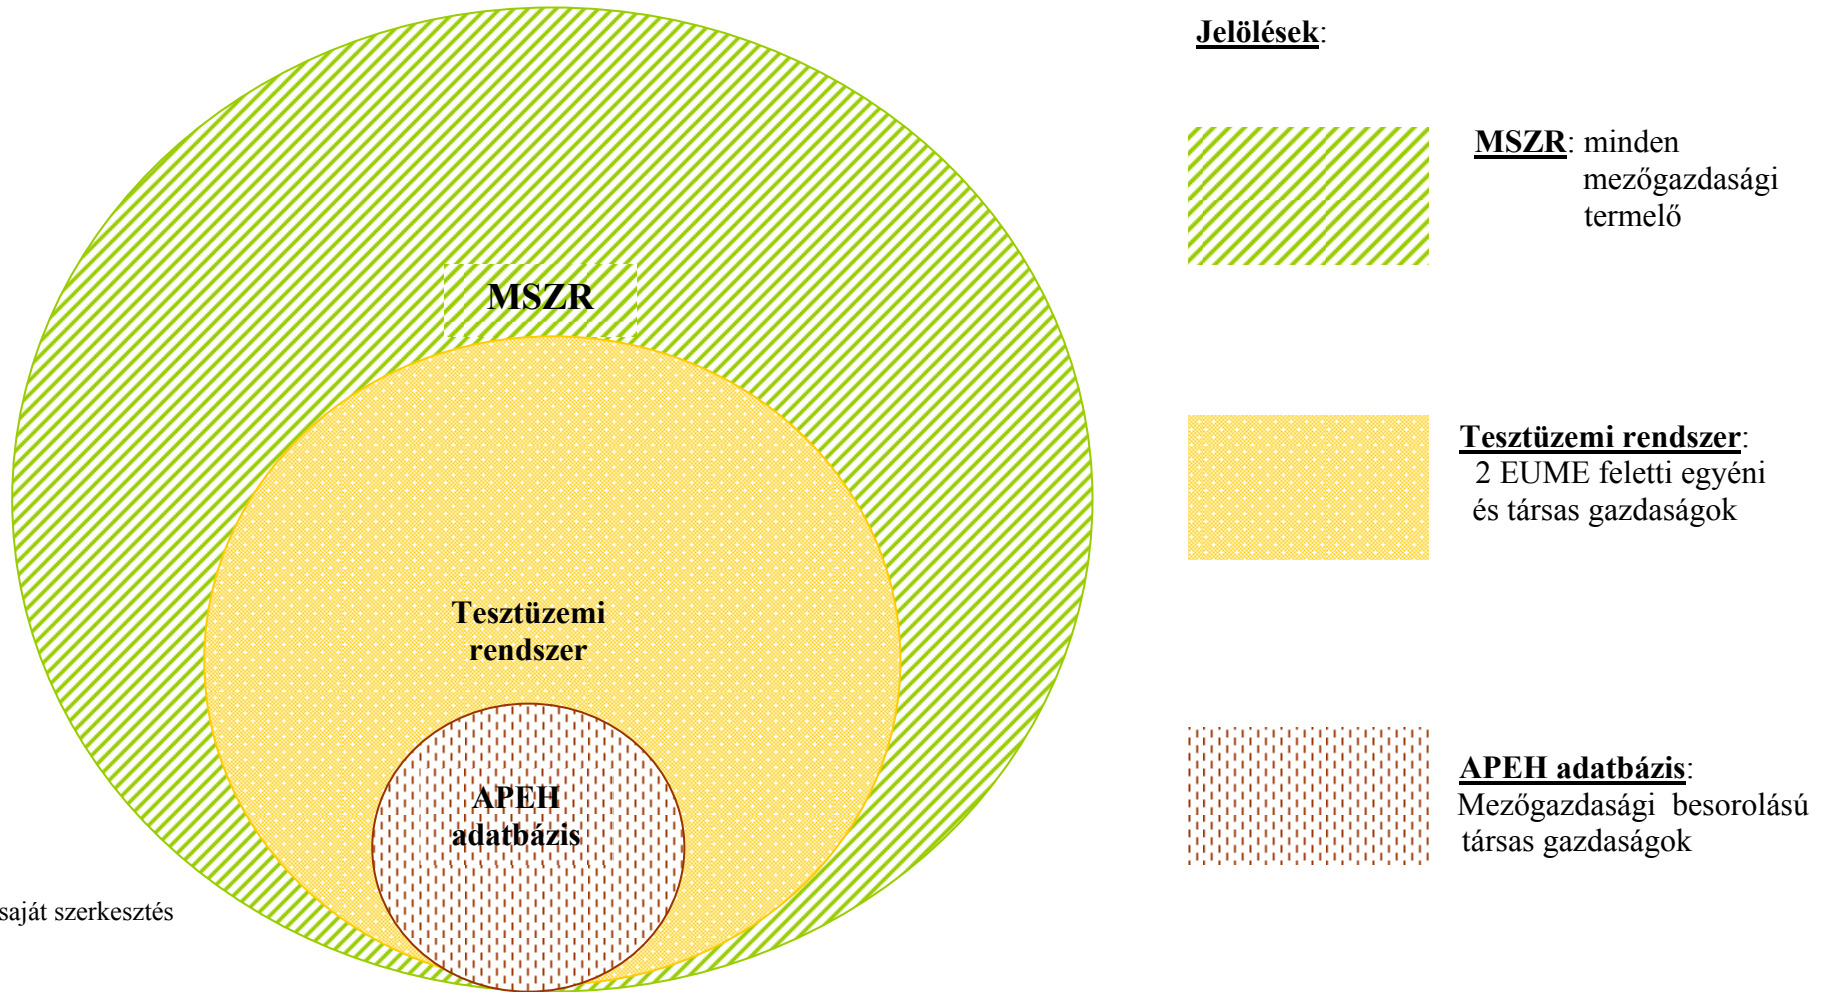 Jelölések:
MSZR: minden
mezőgazdasági
termelő
MSZR
Tesztüzemi rendszer:
2 EUME feletti egyéni
és társas gazdaságok
Tesztüzemi
rendszer
APEH adatbázis:
Mezőgazdasági besorolású
társas gazdaságok
APEH
adatbázis
saját szerkesztés